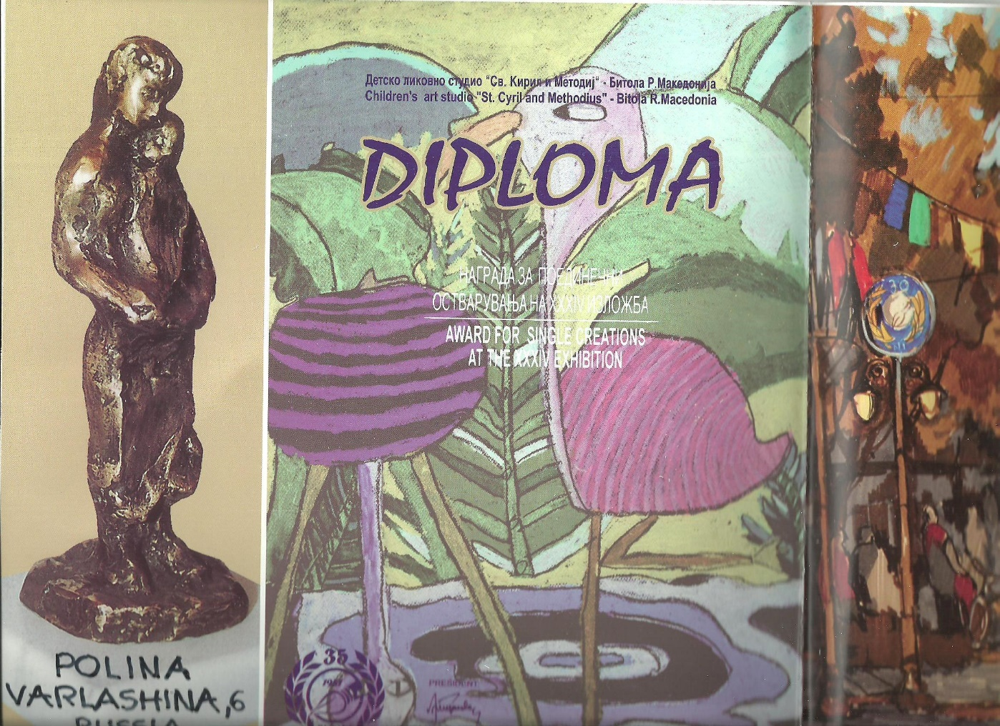 Детско ликовно студио "Св. Кирил и Методиј" - Битола Р.Македонија
Children's art studio "St. Cyril and Methodius" - Bitola R.Macedonia
DIPLOMA
НАГРАДА ЗА ПОЕДИНЕЧНИ
ОСТВАРУВАЊА НА XXXIV ИЗЛОЖБА
AWARD FOR SINGLE CREATIONS
AT THE XXXIV EXHIBITION
POLINA
VARLASHINA, 6
RUSSIA
35
PRESIDENT
30